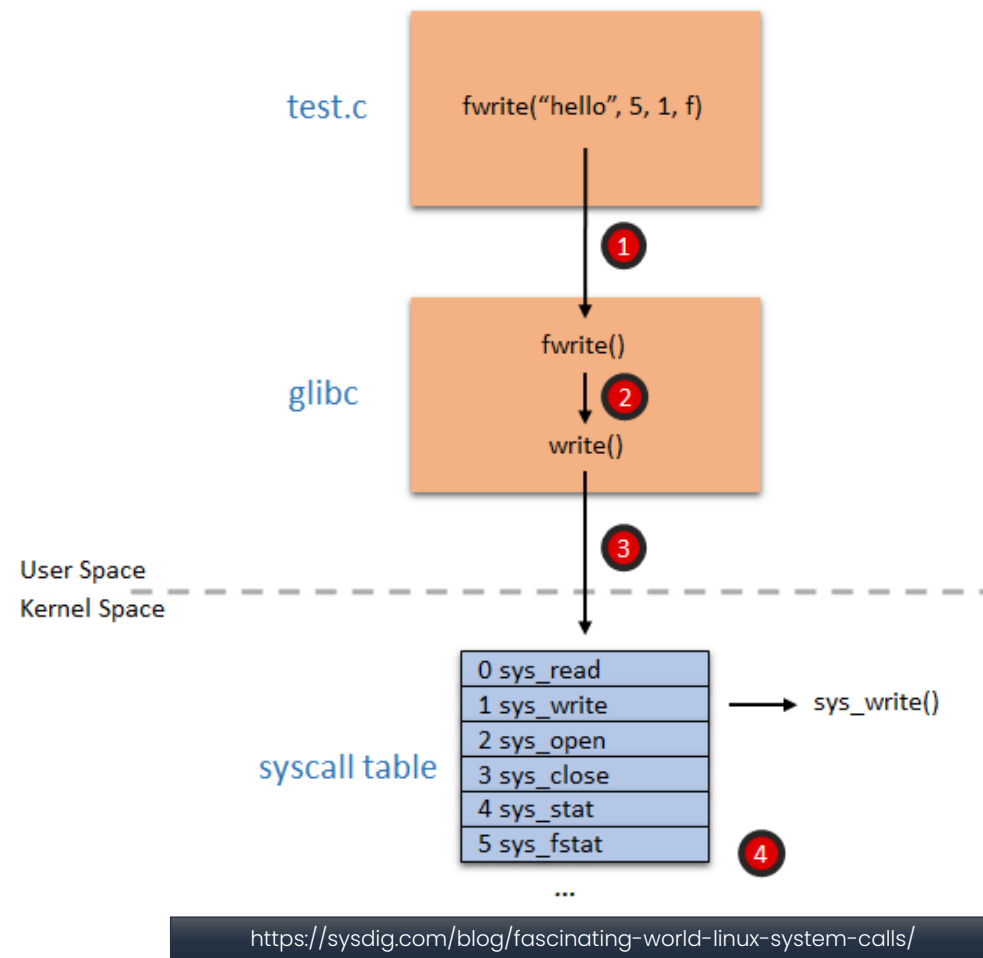 test.c
fwrite(“hello”, 5, 1, f)
1
fwrite()
glibc
2
write()
3
User Space
Kernel Space
0 sys_read
1 sys_write
sys_write()
2 sys_open
syscall table
3 sys_close
4 sys_stat
5 sys_fstat
4
...
https://sysdig.com/blog/fascinating-world-linux-system-calls/